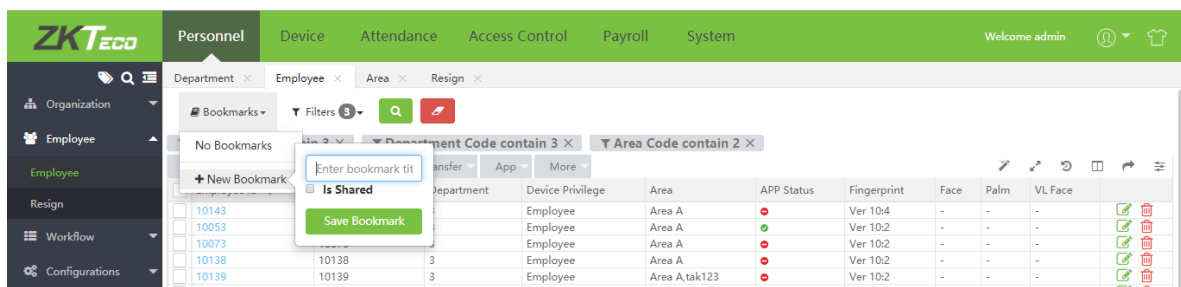 ZKTeco Personnel Device Attendance Access Control Payroll System Welcome admin
Department × Employee × Area × Resign ×
Organization
Bookmarks Filters 3
Employee
No Bookmarks
Department Code contain 3 × Area Code contain 2 ×
Enter bookmark tit
App More
Employee
+ New Bookmark
Is Shared
Department Device Privilege Area APP Status Fingerprint Face Palm VL Face
Save Bookmark
Resign
10143 Employee Area A Ver 10:4 - - -
10053 Employee Area A Ver 10:2 - - -
Workflow
10073 Employee Area A Ver 10:2 - - -
10138 10138 3 Employee Area A Ver 10:2 - - -
Configurations
10139 10139 3 Employee Area A,tak123 Ver 10:2 - - -